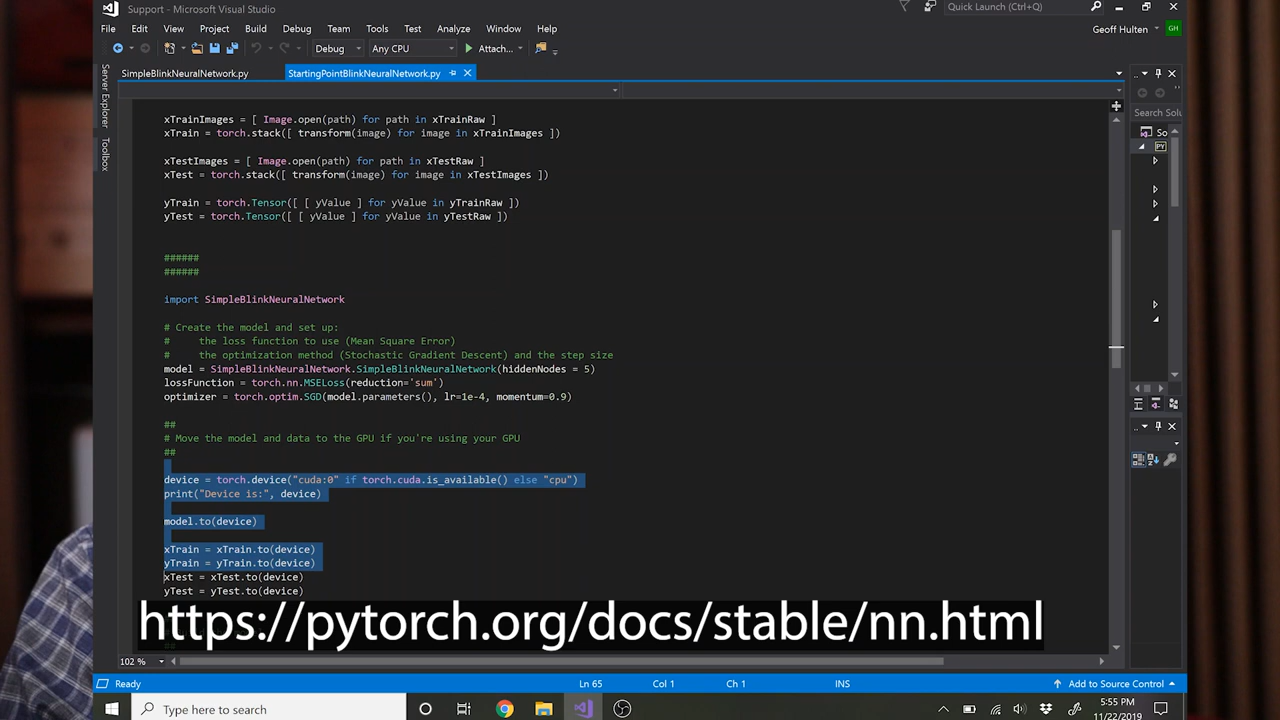 Support - Microsoft Visual Studio
Quick Launch (Ctrl+Q)
File Edit View Project Build Debug Team Tools Test Analyze Window Help
Geoff Hulten GH
Debug Any CPU Attach...
SimpleBlinkNeuralNetwork.py StartingPointBlinkNeuralNetwork.py
Server Explorer
Toolbox
Search Solu
So
PY
xTrainImages = [ Image.open(path) for path in xTrainRaw ]
xTrain = torch.stack([ transform(image) for image in xTrainImages ])
xTestImages = [ Image.open(path) for path in xTestRaw ]
xTest = torch.stack([ transform(image) for image in xTestImages ])
yTrain = torch.Tensor([ [ yValue ] for yValue in yTrainRaw ])
yTest = torch.Tensor([ [ yValue ] for yValue in yTestRaw ])
######
######
import SimpleBlinkNeuralNetwork
# Create the model and set up:
#     the loss function to use (Mean Square Error)
#     the optimization method (Stochastic Gradient Descent) and the step size
model = SimpleBlinkNeuralNetwork.SimpleBlinkNeuralNetwork(hiddenNodes = 5)
lossFunction = torch.nn.MSELoss(reduction='sum')
optimizer = torch.optim.SGD(model.parameters(), lr=1e-4, momentum=0.9)
##
# Move the model and data to the GPU if you're using your GPU
##
device = torch.device("cuda:0" if torch.cuda.is_available() else "cpu")
print("Device is:", device)
model.to(device)
xTrain = xTrain.to(device)
yTrain = yTrain.to(device)
xTest = xTest.to(device)
yTest = yTest.to(device)
https://pytorch.org/docs/stable/nn.html
102 %
Ready Ln 65 Col 1 Ch 1 INS Add to Source Control
Type here to search
5:55 PM
11/22/2019